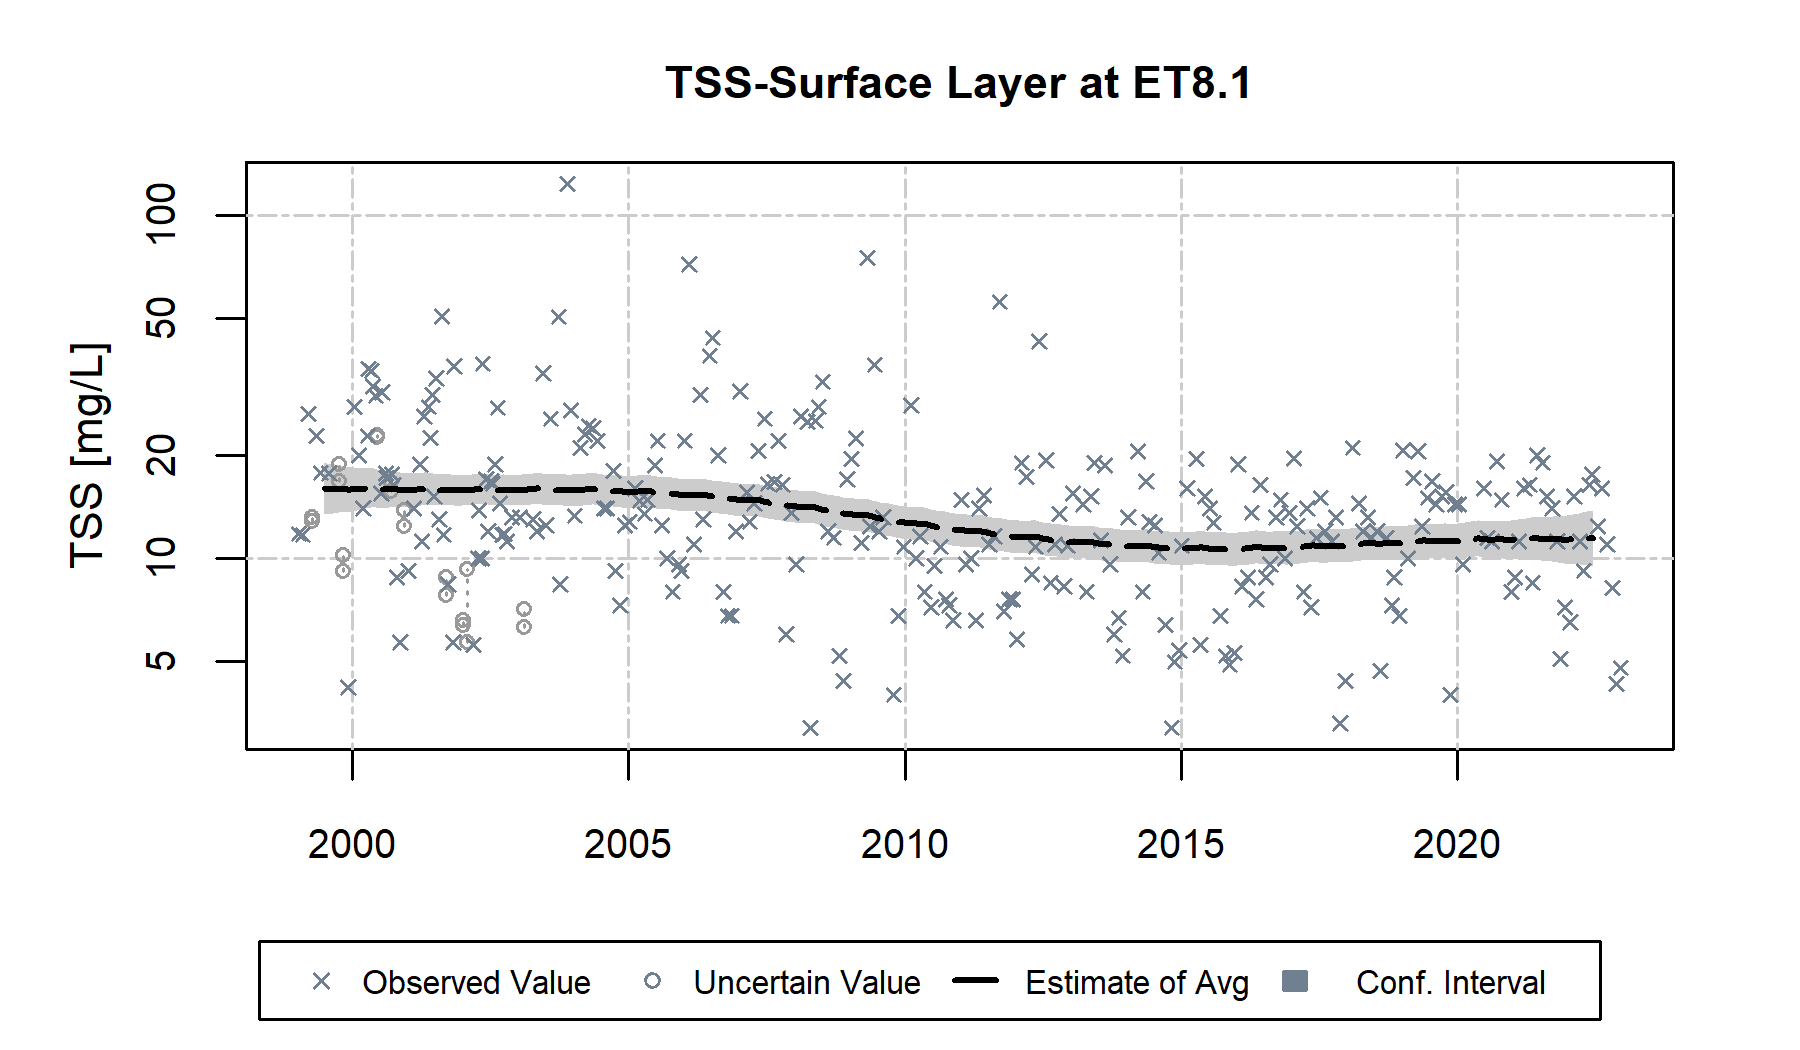 TSS-Surface Layer at ET8.1
TSS [mg/L]
100
50
20
10
5
2000 2005 2010 2015 2020
Observed Value Uncertain Value Estimate of Avg Conf. Interval